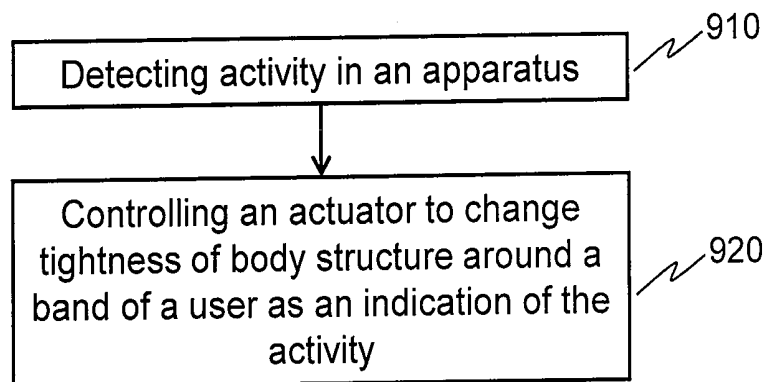 910
Detecting activity in an apparatus
Controlling an actuator to change
tightness of body structure around a
band of a user as an indication of the
activity
920